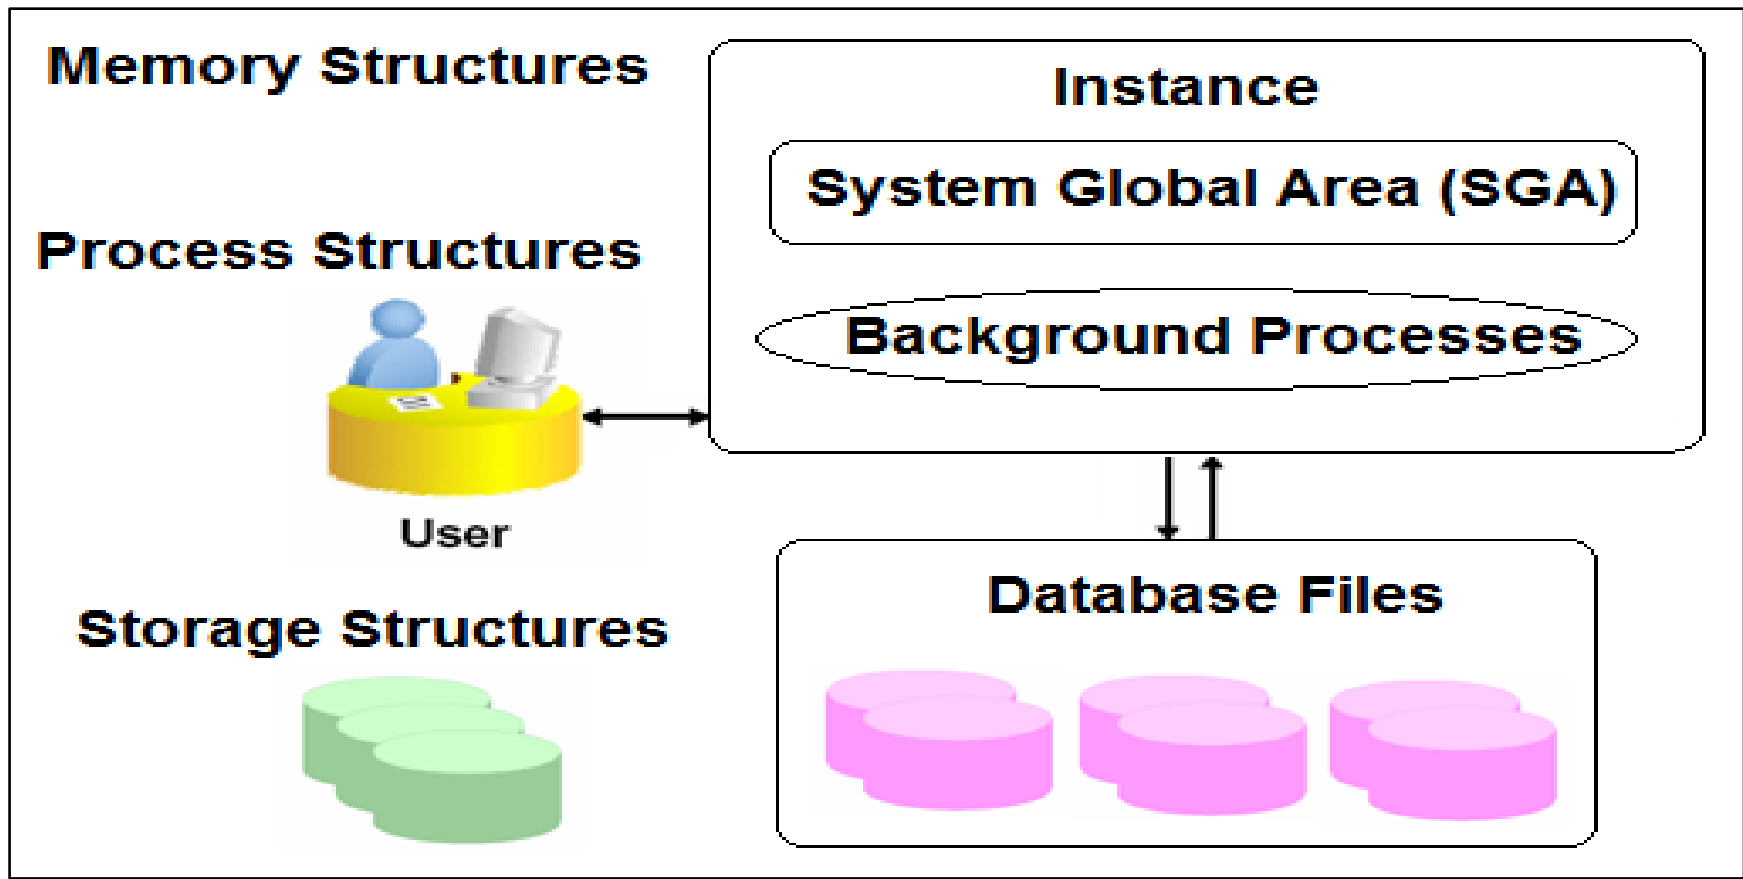 Memory Structures
Instance
System Global Area (SGA)
Process Structures
Background Processes
User
Database Files
Storage Structures